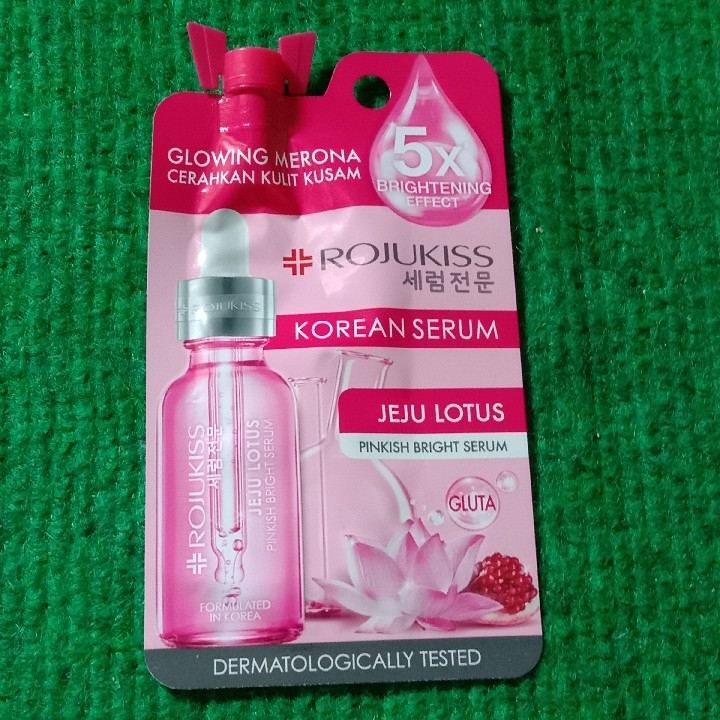 GLOWING MERONA
CERAHKAN KULIT KUSAM
5X
BRIGHTENING
EFFECT
ROJUKISS
세럼전문
KOREAN SERUM
JEJU LOTUS
PINKISH BRIGHT SERUM
GLUTA
ROJUKISS
ROJUKISS
세럼전문
JEJU LOTUS
PINKISH BRIGHT SERUM
FORMULATED
IN KOREA
DERMATOLOGICALLY TESTED